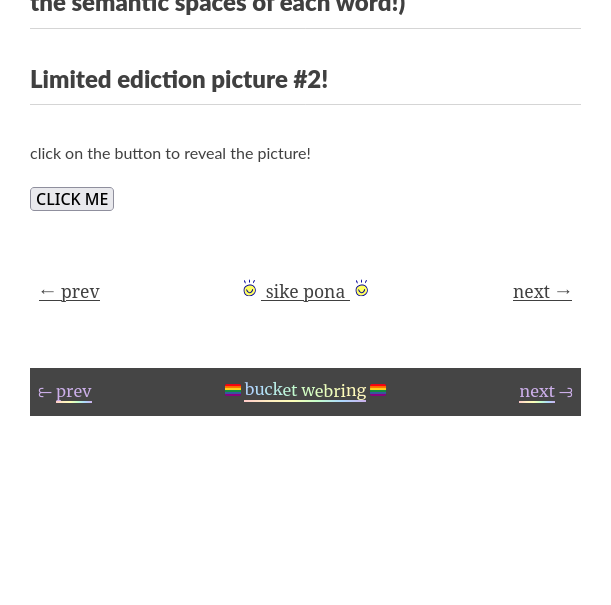 the semantic spaces of each word!)
Limited ediction picture #2!
click on the button to reveal the picture!
CLICK ME
← prev
sike pona
next →
prev
bucket webring
next